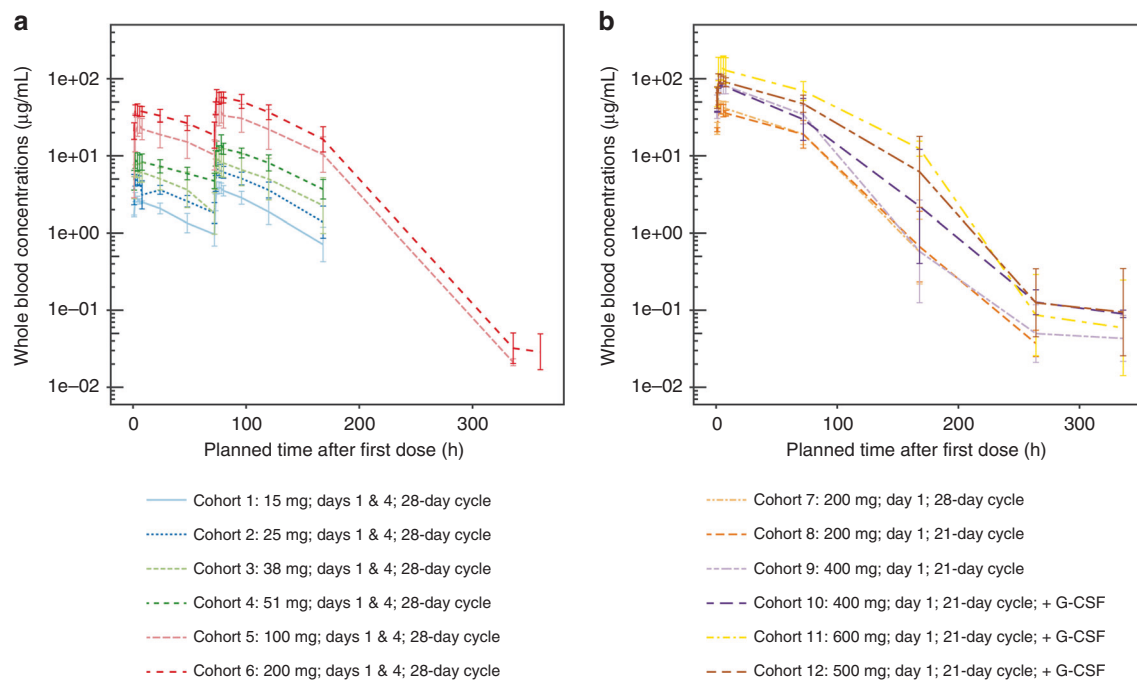 a
Whole blood concentrations (µg/mL)
1e+02
1e+01
1e+00
1e−01
1e−02
0
100
200
300
Planned time after first dose (h)
Cohort 1: 15 mg; days 1 & 4; 28-day cycle
Cohort 2: 25 mg; days 1 & 4; 28-day cycle
Cohort 3: 38 mg; days 1 & 4; 28-day cycle
Cohort 4: 51 mg; days 1 & 4; 28-day cycle
Cohort 5: 100 mg; days 1 & 4; 28-day cycle
Cohort 6: 200 mg; days 1 & 4; 28-day cycle
b
Whole blood concentrations (µg/mL)
1e+02
1e+01
1e+00
1e−01
1e−02
0
100
200
300
Planned time after first dose (h)
Cohort 7: 200 mg; day 1; 28-day cycle
Cohort 8: 200 mg; day 1; 21-day cycle
Cohort 9: 400 mg; day 1; 21-day cycle
Cohort 10: 400 mg; day 1; 21-day cycle; + G-CSF
Cohort 11: 600 mg; day 1; 21-day cycle; + G-CSF
Cohort 12: 500 mg; day 1; 21-day cycle; + G-CSF